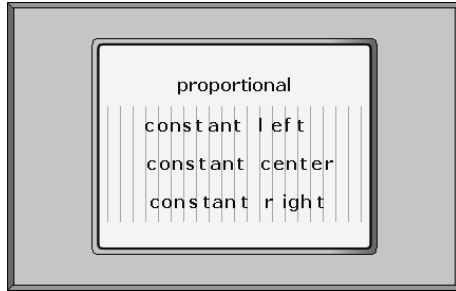 proportional
constant left
constant center
constant right